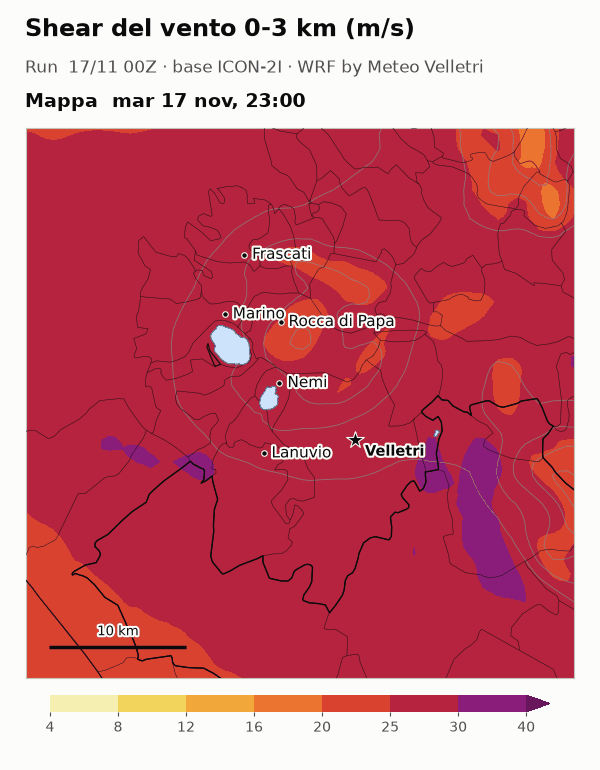 Shear del vento 0-3 km (m/s)
Run  17/11 00Z · base ICON-2I · WRF by Meteo Velletri
Mappa  mar 17 nov, 23:00
Frascati
Marino
Rocca di Papa
Nemi
Velletri
Lanuvio
10 km
4 8 12 16 20 25 30 40